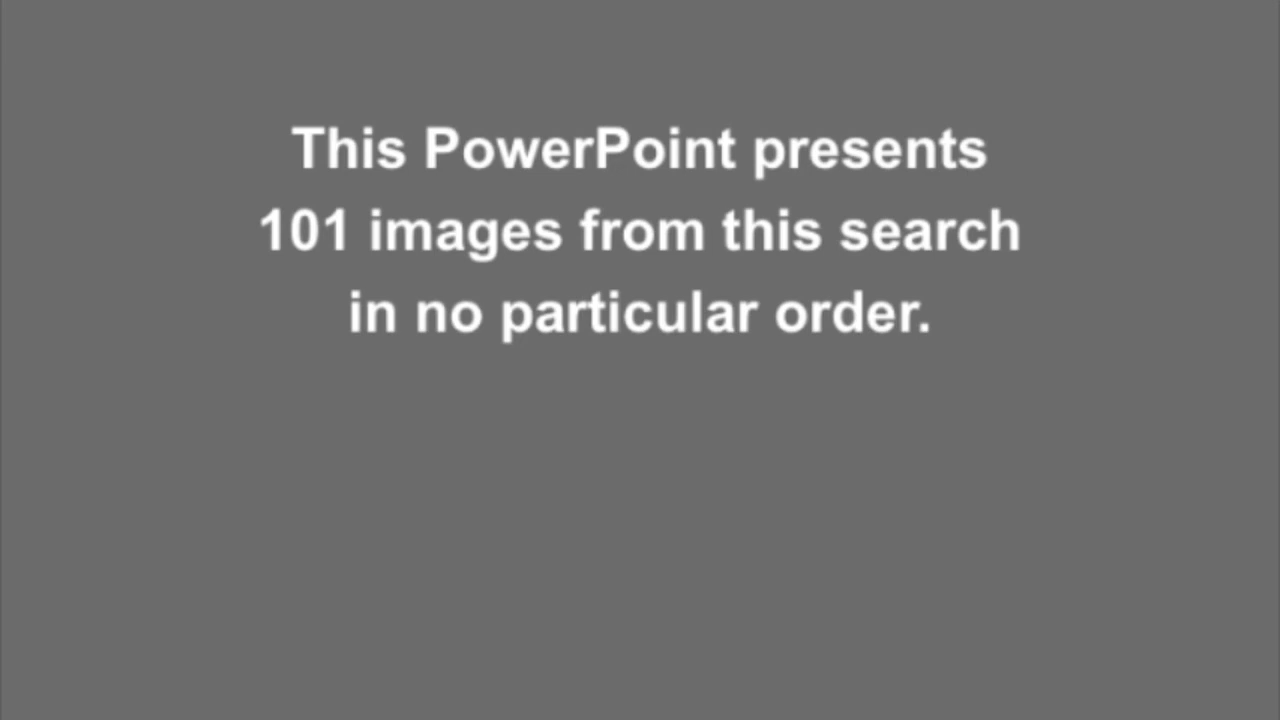 This PowerPoint presents
101 images from this search
in no particular order.